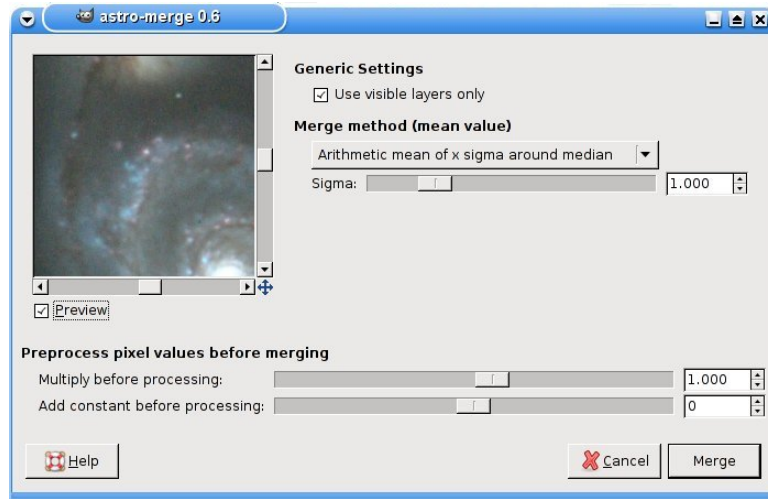 astro-merge 0.6
Generic Settings
Use visible layers only
Merge method (mean value)
Arithmetic mean of x sigma around median
Sigma: 1.000
Preview
Preprocess pixel values before merging
Multiply before processing: 1.000
Add constant before processing: 0
Help Cancel Merge